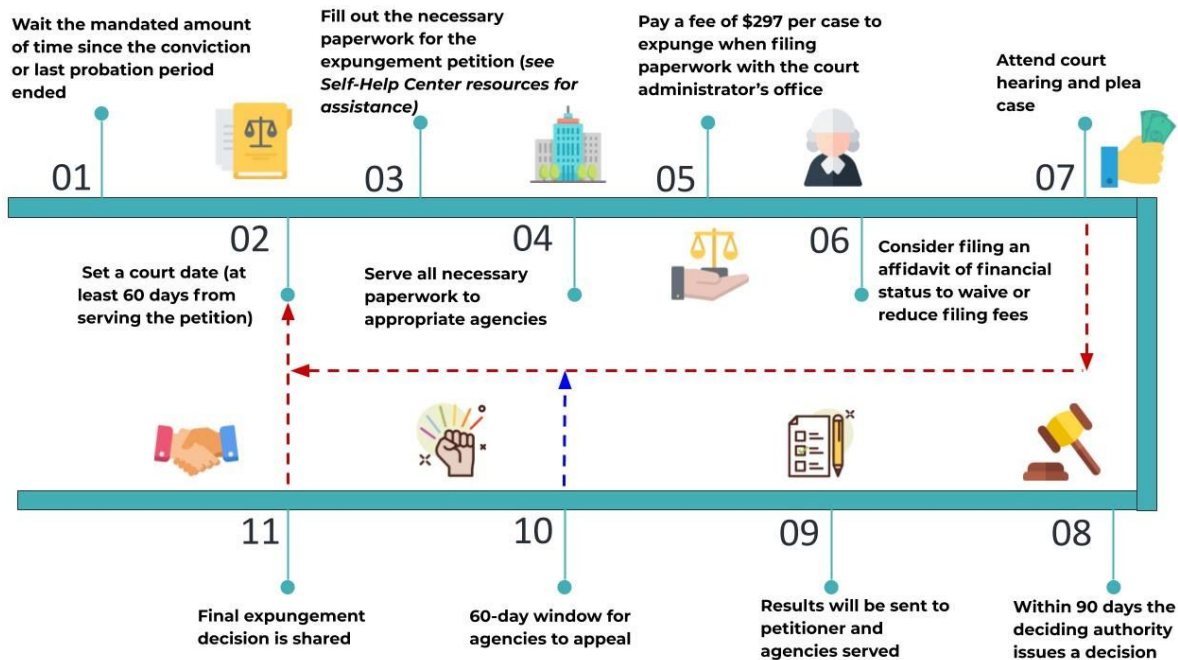 01
Wait the mandated amount
of time since the conviction
or last probation period
ended
02
Set a court date (at
least 60 days from
serving the petition)
03
Fill out the necessary
paperwork for the
expungement petition (see
Self-Help Center resources for
assistance)
04
Serve all necessary
paperwork to
appropriate agencies
05
Pay a fee of $297 per case to
expunge when filing
paperwork with the court
administrator’s office
06
Consider filing an
affidavit of financial
status to waive or
reduce filing fees
07
Attend court
hearing and plea
case
08
Within 90 days the
deciding authority
issues a decision
09
Results will be sent to
petitioner and
agencies served
10
60-day window for
agencies to appeal
11
Final expungement
decision is shared